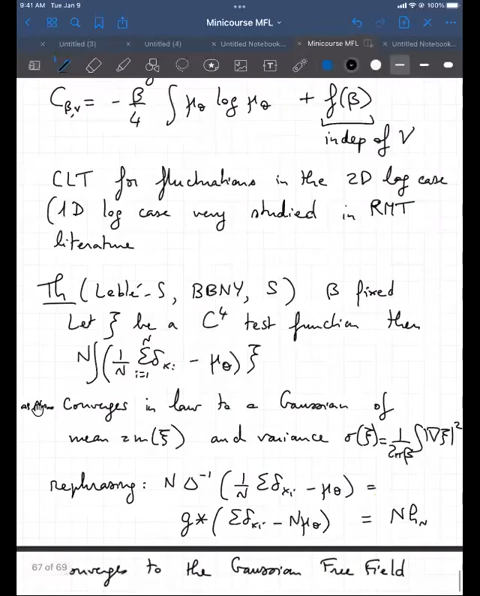 9:41 AM Tue Jan 9
100%
Minicourse MFL
Untitled (3)
Untitled (4)
Untitled Notebook...
Minicourse MFL
Untitled Notebook...
C_{β,V} = - β/4 ∫ μ_θ log μ_θ + f(β)
indep of V
CLT for fluctuations in the 2D log case
(1D log case very studied in RMT
literature
Th (Leblé-S, BBNY, S) β fixed
Let ξ be a C⁴ test function then
N∫(1/N Σ_{i=1}^N δ_{x_i} - μ_θ) ξ
converges in law to a Gaussian of
mean m(ξ) and variance σ(ξ)=1/(2πβ) ∫|∇ξ|²
Rephrasing: N Δ⁻¹ (1/N Σδ_{x_i} - μ_θ) =
g*(Σδ_{x_i} - Nμ_θ) = N h_N
67 of 69
converges to the Gaussian Free Field